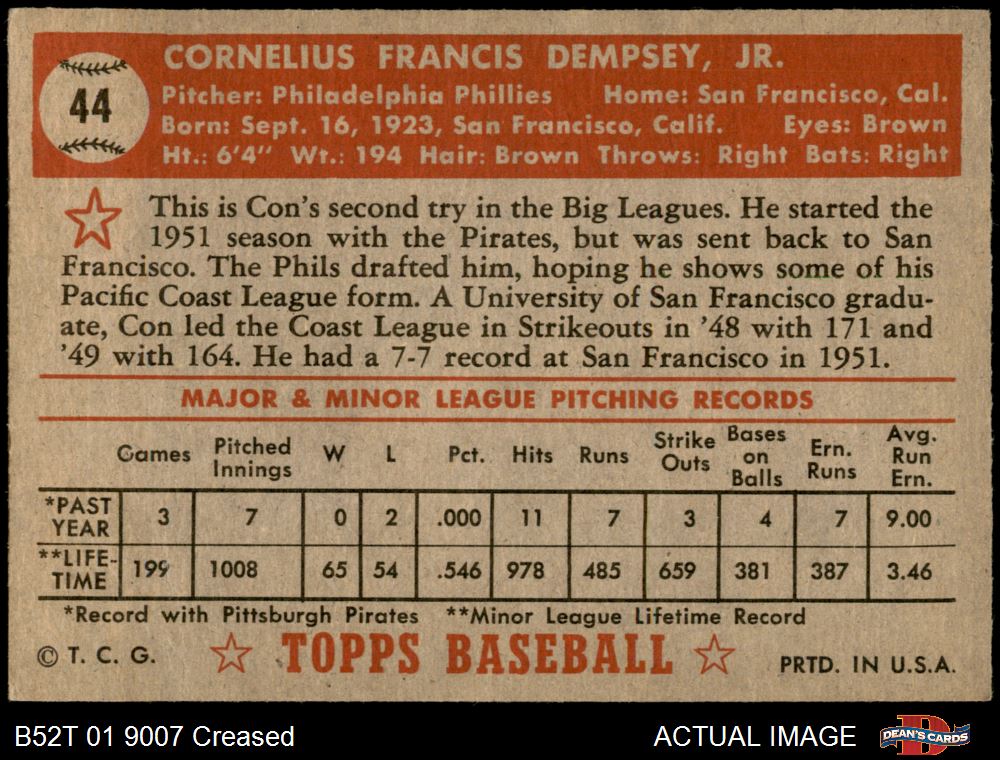 44
CORNELIUS FRANCIS DEMPSEY, JR.
Pitcher: Philadelphia Phillies Home: San Francisco, Cal.
Born: Sept. 16, 1923, San Francisco, Calif. Eyes: Brown
Ht.: 6'4" Wt.: 194 Hair: Brown Throws: Right Bats: Right
This is Con's second try in the Big Leagues. He started the
1951 season with the Pirates, but was sent back to San
Francisco. The Phils drafted him, hoping he shows some of his
Pacific Coast League form. A University of San Francisco gradu-
ate, Con led the Coast League in Strikeouts in '48 with 171 and
'49 with 164. He had a 7-7 record at San Francisco in 1951.
MAJOR & MINOR LEAGUE PITCHING RECORDS
Games Pitched Innings W L Pct. Hits Runs Strike Outs Bases on Balls Ern. Runs Avg. Run Ern.
*PAST YEAR 3 7 0 2 .000 11 7 3 4 7 9.00
**LIFE-TIME 199 1008 65 54 .546 978 485 659 381 387 3.46
*Record with Pittsburgh Pirates **Minor League Lifetime Record
© T. C. G. TOPPS BASEBALL PRTD. IN U.S.A.
B52T 01 9007 Creased ACTUAL IMAGE D DEAN'S CARDS